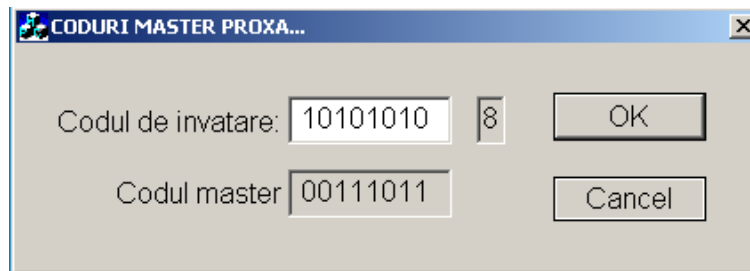 CODURI MASTER PROXA...
Codul de invatare: 10101010 8 OK
Codul master 00111011 Cancel